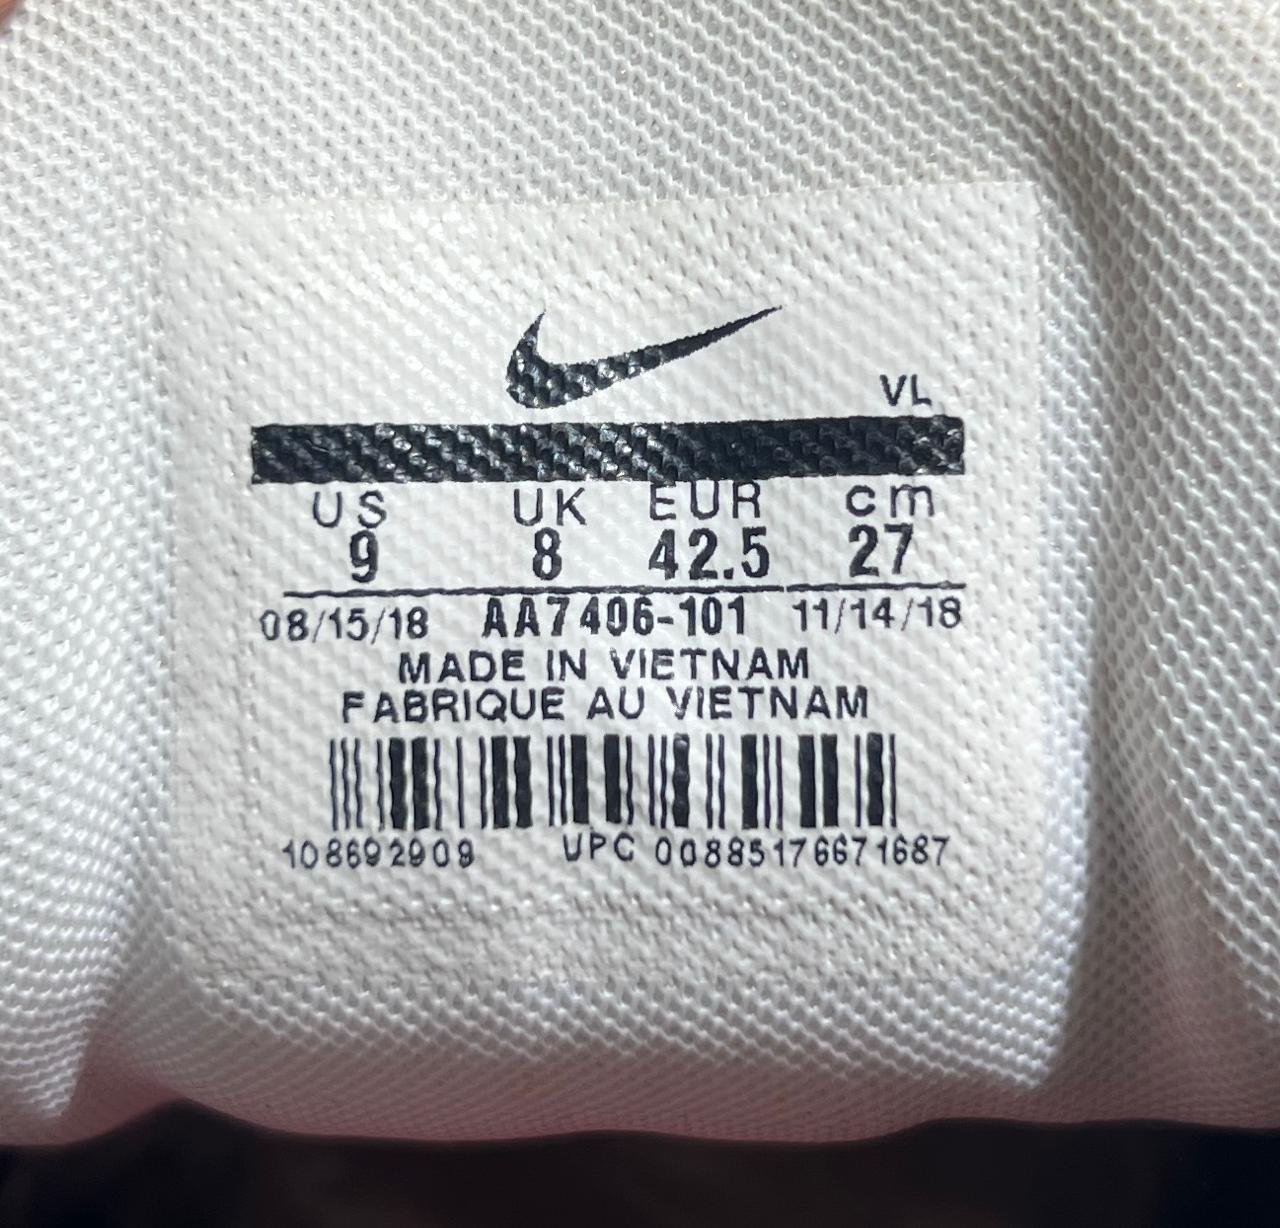 VL
US UK EUR cm
9 8 42.5 27
08/15/18 AA7406-101 11/14/18
MADE IN VIETNAM
FABRIQUE AU VIETNAM
108692909 UPC 00885176671687